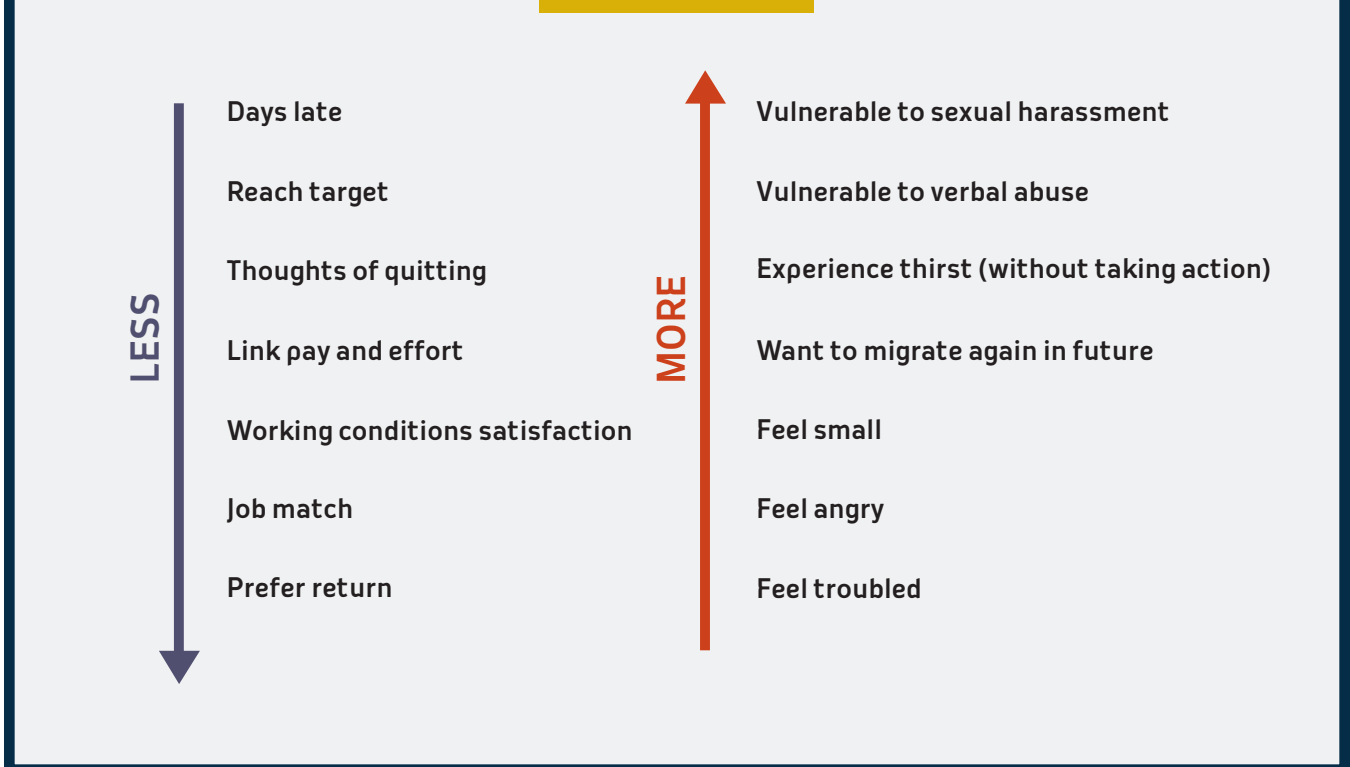 LESS
Days late
Reach target
Thoughts of quitting
Link pay and effort
Working conditions satisfaction
Job match
Prefer return
MORE
Vulnerable to sexual harassment
Vulnerable to verbal abuse
Experience thirst (without taking action)
Want to migrate again in future
Feel small
Feel angry
Feel troubled